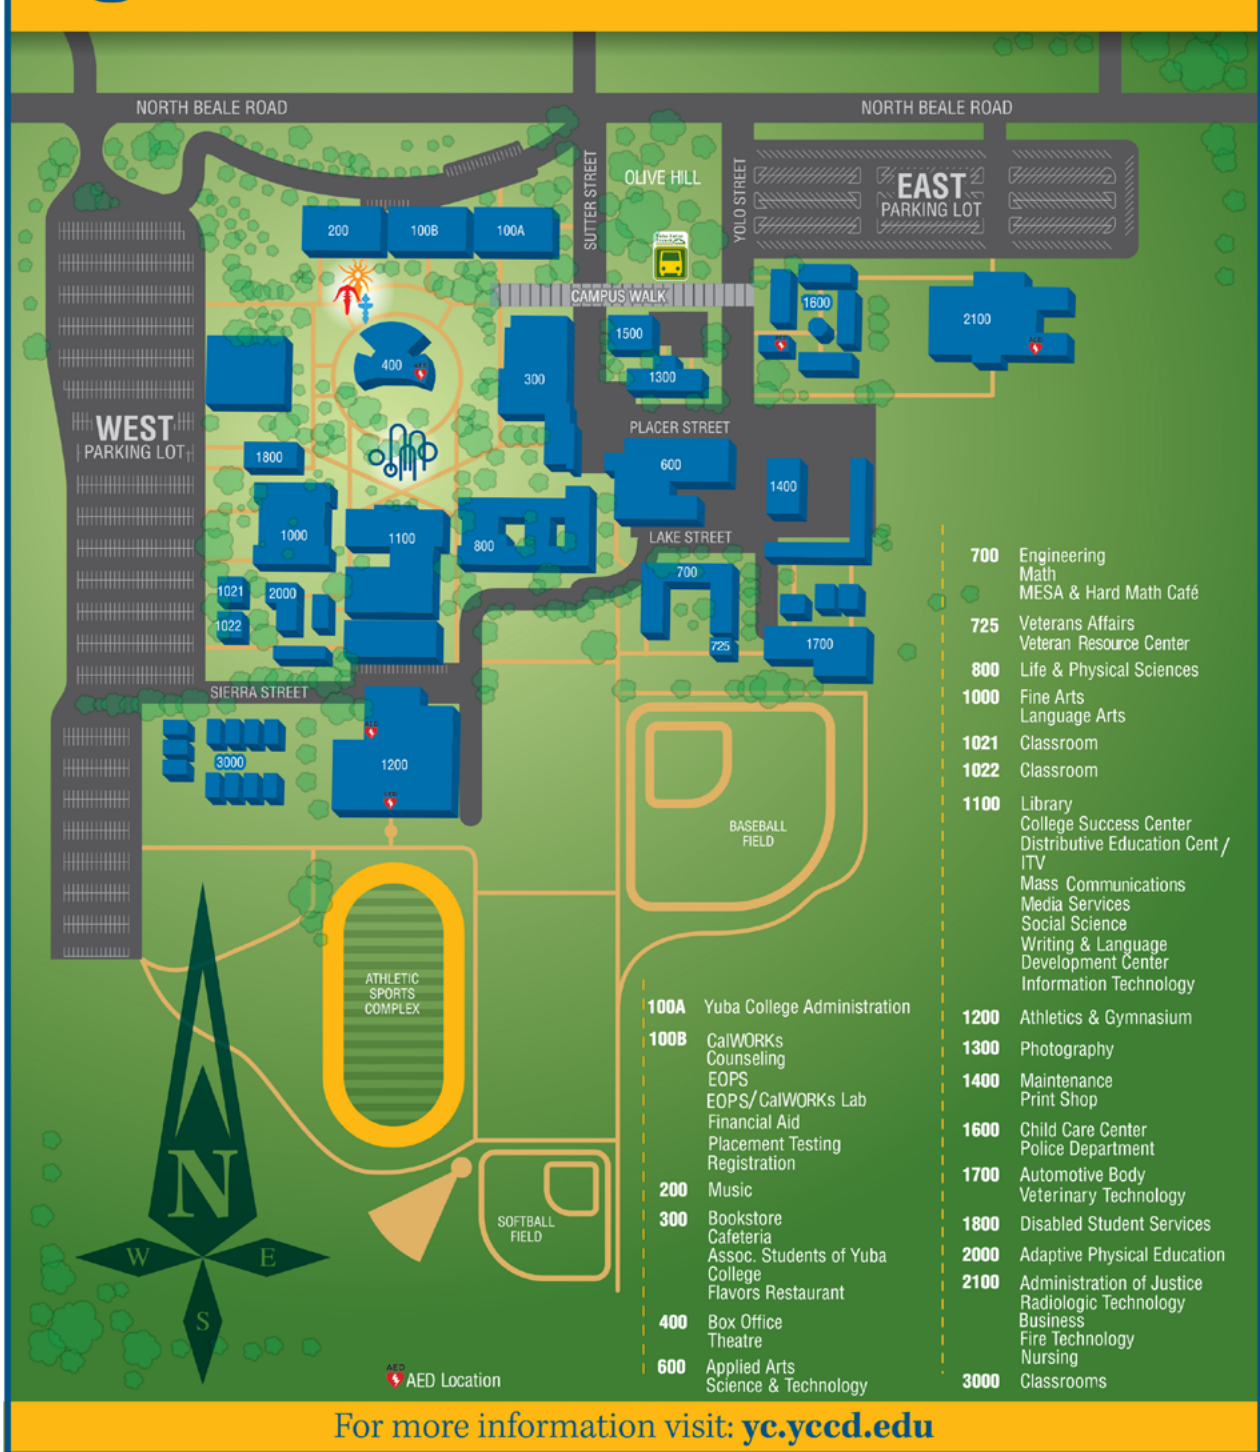 NORTH BEALE ROAD
NORTH BEALE ROAD
SUTTER STREET
OLIVE HILL
YOLO STREET
EAST
PARKING LOT
200
100B
100A
CAMPUS WALK
1600
2100
AED
AED
1500
400
AED
300
1300
WEST
PARKING LOT
PLACER STREET
1800
600
1400
1000
1100
800
LAKE STREET
700
1021
2000
1022
725
1700
SIERRA STREET
AED
3000
1200
AED
BASEBALL
FIELD
ATHLETIC
SPORTS
COMPLEX
N
W
E
S
SOFTBALL
FIELD
AED
AED Location
100A Yuba College Administration
100B CalWORKs
Counseling
EOPS
EOPS/CalWORKs Lab
Financial Aid
Placement Testing
Registration
200 Music
300 Bookstore
Cafeteria
Assoc. Students of Yuba
College
Flavors Restaurant
400 Box Office
Theatre
600 Applied Arts
Science & Technology
700 Engineering
Math
MESA & Hard Math Café
725 Veterans Affairs
Veteran Resource Center
800 Life & Physical Sciences
1000 Fine Arts
Language Arts
1021 Classroom
1022 Classroom
1100 Library
College Success Center
Distributive Education Cent/
ITV
Mass Communications
Media Services
Social Science
Writing & Language
Development Center
Information Technology
1200 Athletics & Gymnasium
1300 Photography
1400 Maintenance
Print Shop
1600 Child Care Center
Police Department
1700 Automotive Body
Veterinary Technology
1800 Disabled Student Services
2000 Adaptive Physical Education
2100 Administration of Justice
Radiologic Technology
Business
Fire Technology
Nursing
3000 Classrooms
For more information visit: yc.yccd.edu